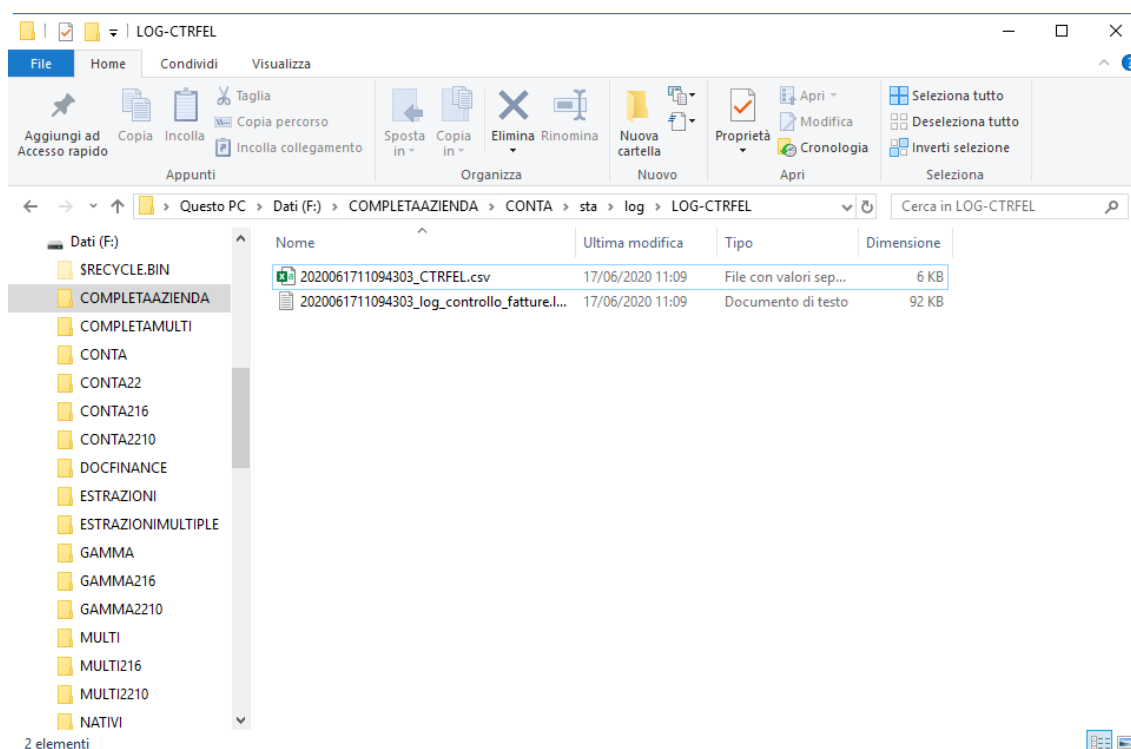 LOG-CTRFEL
File Home Condividi Visualizza
Aggiungi ad Accesso rapido
Copia
Incolla
Taglia
Copia percorso
Incolla collegamento
Appunti
Sposta in
Copia in
Elimina
Rinomina
Organizza
Nuova cartella
Nuovo
Proprietà
Apri
Modifica
Cronologia
Apri
Seleziona tutto
Deseleziona tutto
Inverti selezione
Seleziona
Questo PC > Dati (F:) > COMPLETAAZIENDA > CONTA > sta > log > LOG-CTRFEL
Cerca in LOG-CTRFEL
Dati (F:)
$RECYCLE.BIN
COMPLETAAZIENDA
COMPLETAMULTI
CONTA
CONTA22
CONTA216
CONTA2210
DOCFINANCE
ESTRAZIONI
ESTRAZIONIMULTIPLE
GAMMA
GAMMA216
GAMMA2210
MULTI
MULTI216
MULTI2210
NATIVI
Nome Ultima modifica Tipo Dimensione
2020061711094303_CTRFEL.csv 17/06/2020 11:09 File con valori sep... 6 KB
2020061711094303_log_controllo_fatture.l... 17/06/2020 11:09 Documento di testo 92 KB
2 elementi